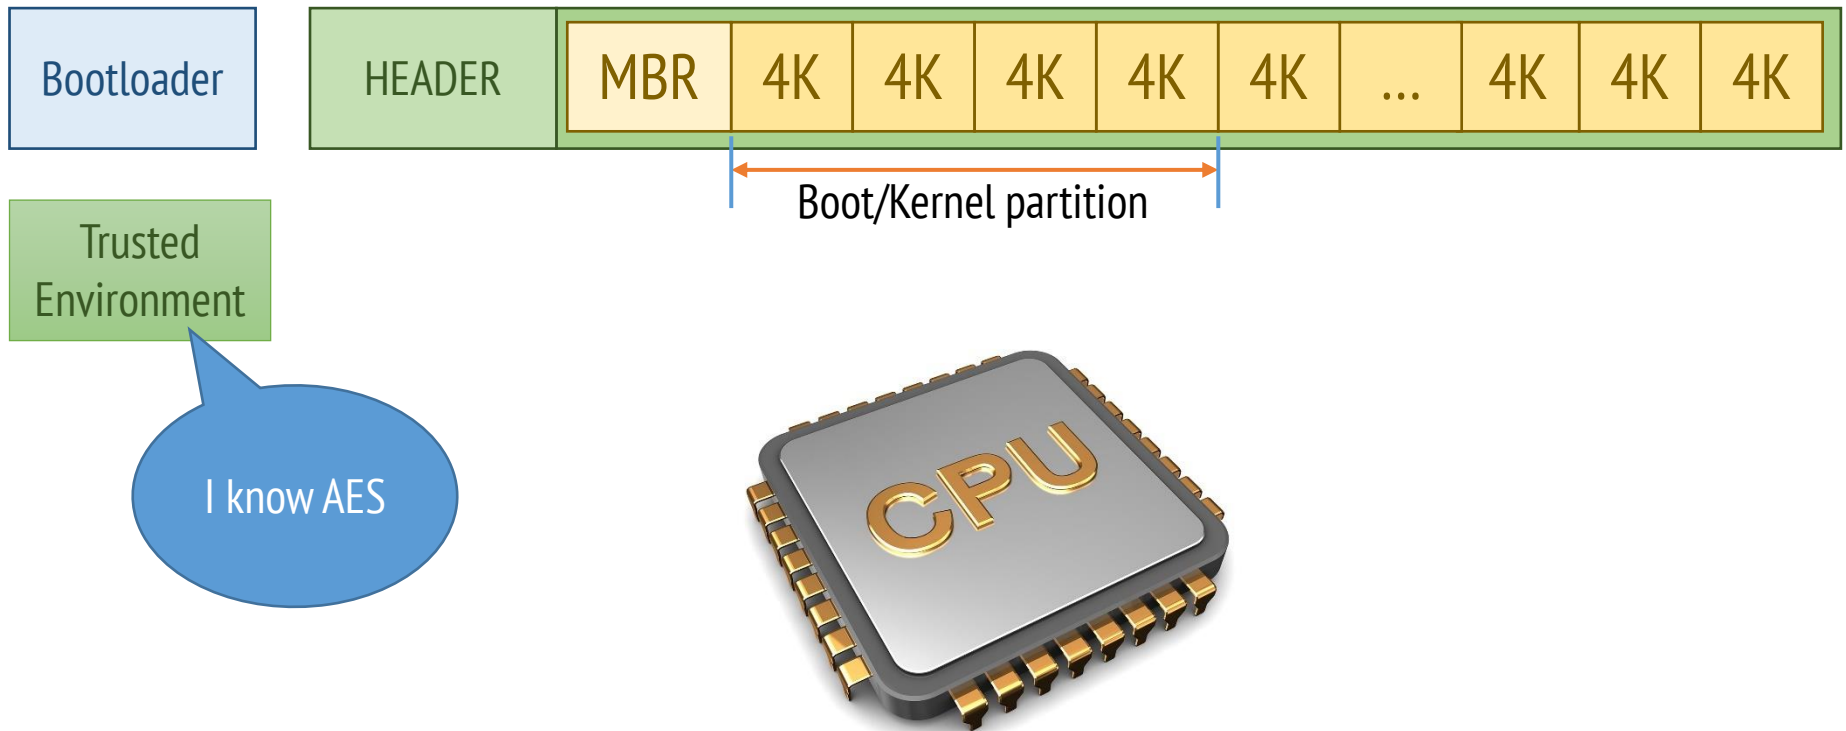 Bootloader
HEADER
MBR 4K 4K 4K 4K 4K ... 4K 4K 4K
Boot/Kernel partition
Trusted
Environment
I know AES
CPU